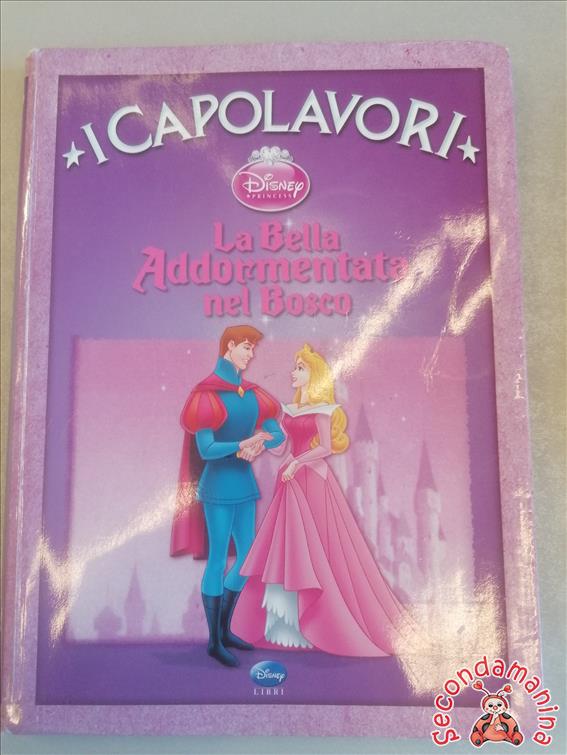 I CAPOLAVORI
DISNEY
PRINCESS
La Bella
Addormentata
nel Bosco
DISNEY
LIBRI
Secondamanina